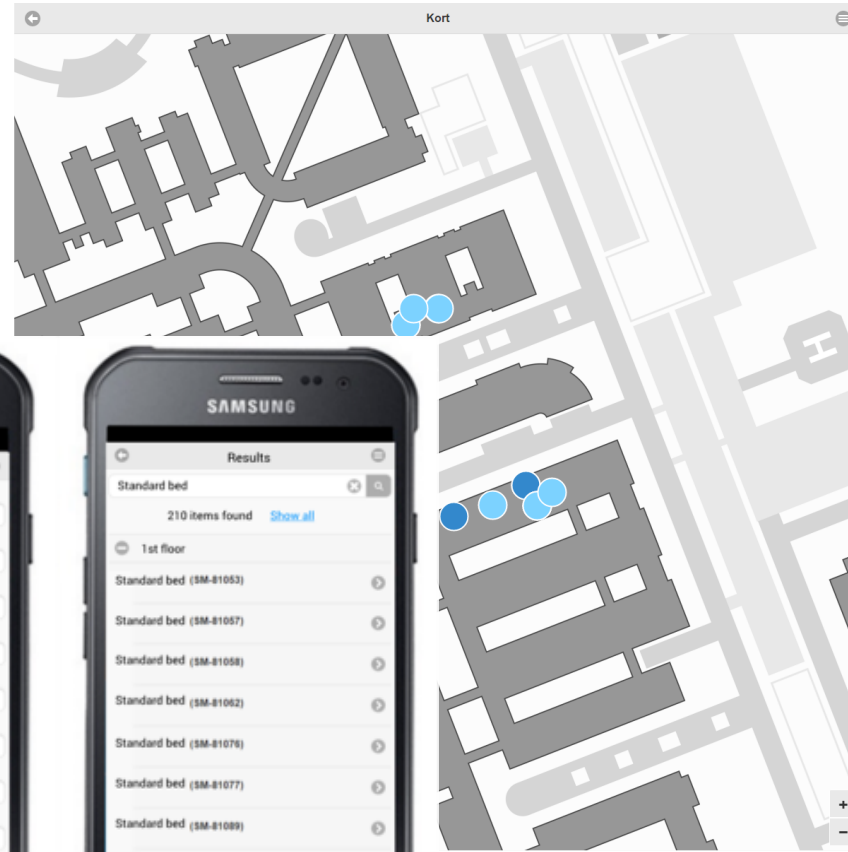 Kort
H
SAMSUNG
Results
Standard bed
210 items found Show all
1st floor
Standard bed (SM-81053)
Standard bed (SM-81057)
Standard bed (SM-81058)
Standard bed (SM-81062)
Standard bed (SM-81076)
Standard bed (SM-81077)
Standard bed (SM-81089)
+
−